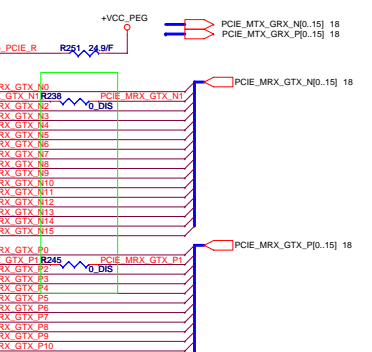 +VCC_PEG
PCIE_MTX_GRX_N[0..15] 18
PCIE_MTX_GRX_P[0..15] 18
_PCIE_R R251 24.9/F
PCIE_MRX_GTX_N[0..15] 18
RX_GTX_N0
_GTX_N1 R238 PCIE_MRX_GTX_N1
RX_GTX_N2 0_DIS
RX_GTX_N3
RX_GTX_N4
RX_GTX_N5
RX_GTX_N6
RX_GTX_N7
RX_GTX_N8
RX_GTX_N9
RX_GTX_N10
RX_GTX_N11
RX_GTX_N12
RX_GTX_N13
RX_GTX_N14
RX_GTX_N15
PCIE_MRX_GTX_P[0..15] 18
RX_GTX_P0
_GTX_P1 R245 PCIE_MRX_GTX_P1
RX_GTX_P2 0_DIS
RX_GTX_P3
RX_GTX_P4
RX_GTX_P5
RX_GTX_P6
RX_GTX_P7
RX_GTX_P8
RX_GTX_P9
RX_GTX_P10